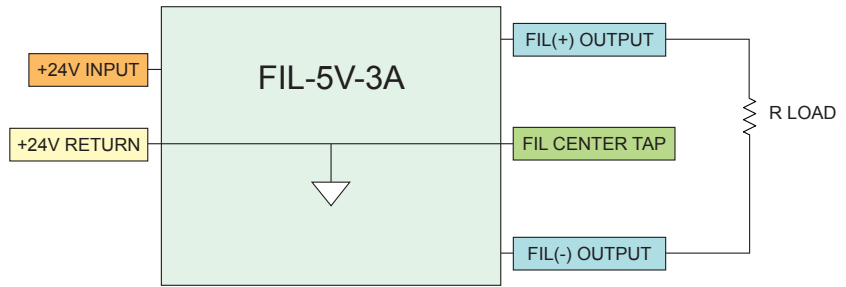 FIL-5V-3A
+24V INPUT
+24V RETURN
FIL(+) OUTPUT
FIL CENTER TAP
FIL(-) OUTPUT
R LOAD